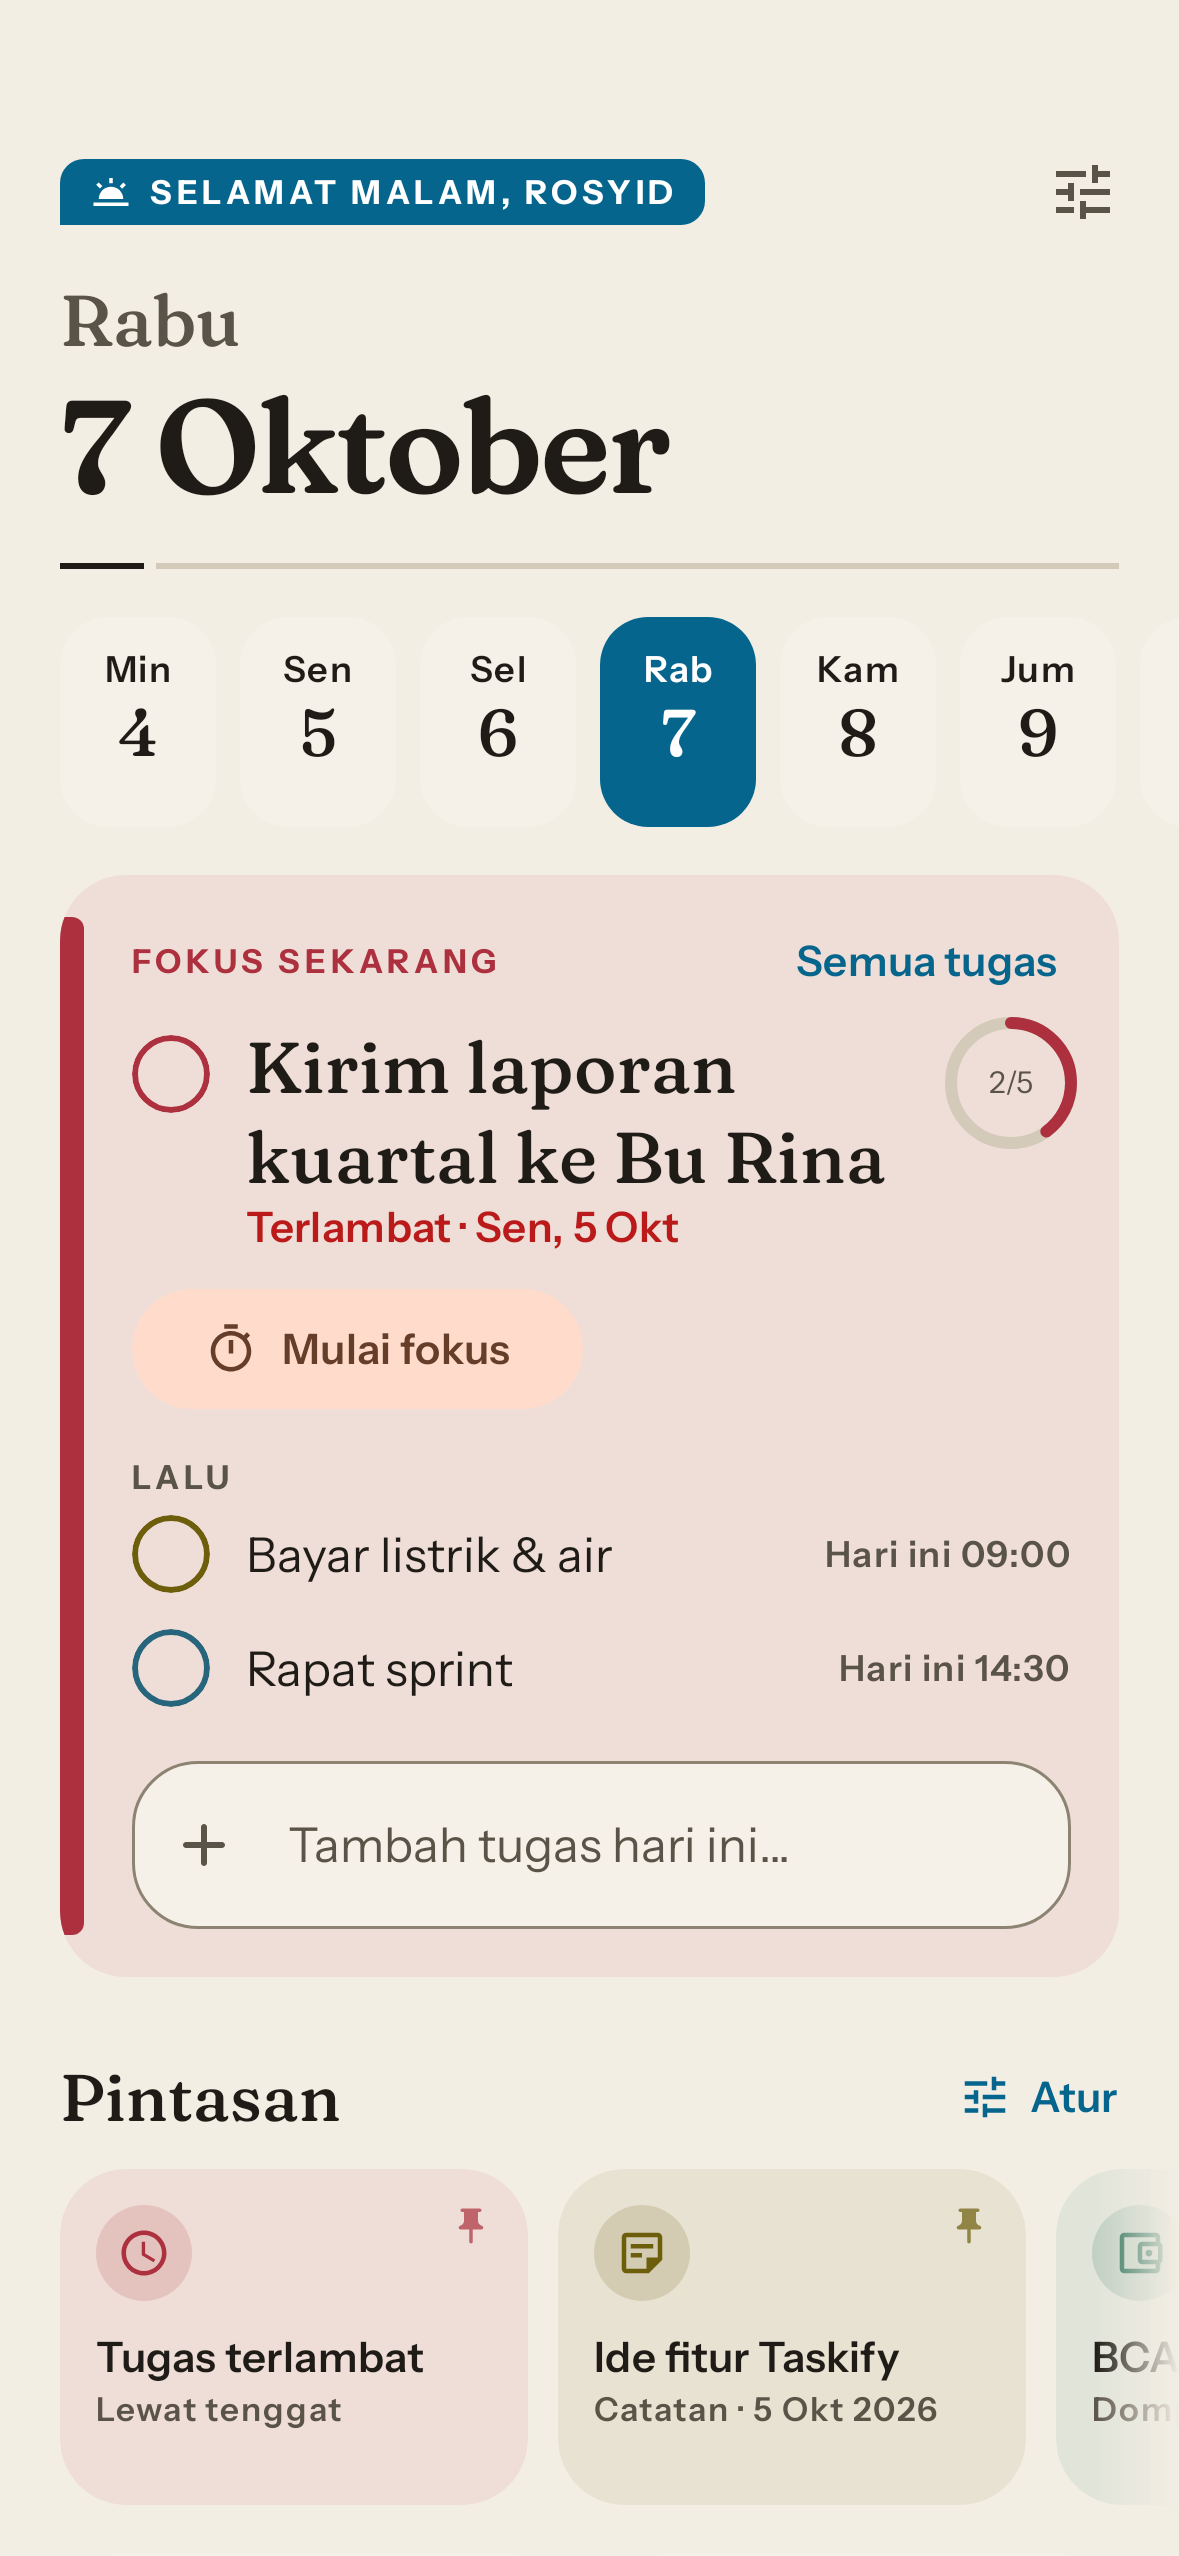 SELAMAT MALAM, ROSYID
Rabu
7 Oktober
Min
4
Sen
5
Sel
6
Rab
7
Kam
8
Jum
9
FOKUS SEKARANG
Semua tugas
Kirim laporan
kuartal ke Bu Rina
2/5
Terlambat · Sen, 5 Okt
Mulai fokus
LALU
Bayar listrik & air
Hari ini 09:00
Rapat sprint
Hari ini 14:30
Tambah tugas hari ini...
Pintasan
Atur
Tugas terlambat
Lewat tenggat
Ide fitur Taskify
Catatan · 5 Okt 2026
BCA